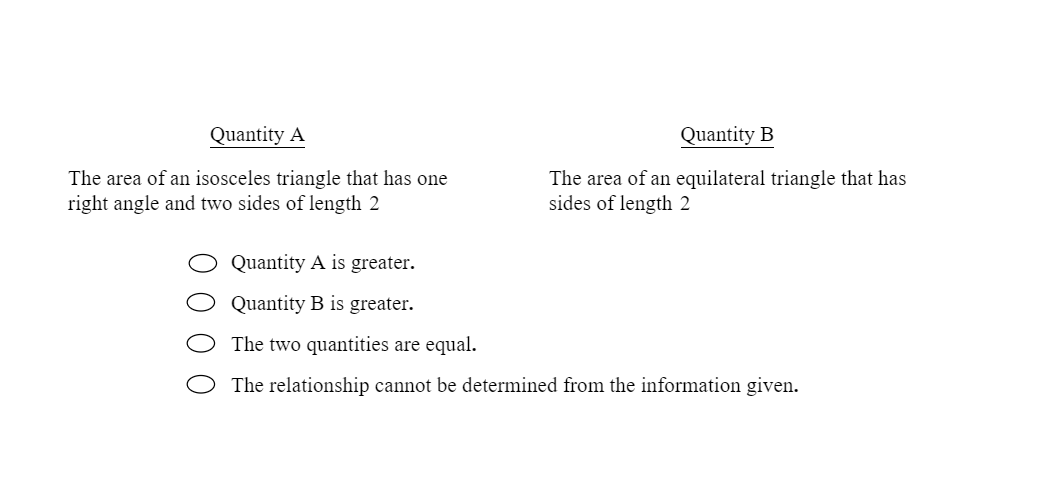 Quantity A
Quantity B
The area of an isosceles triangle that has one
right angle and two sides of length 2
The area of an equilateral triangle that has
sides of length 2
Quantity A is greater.
Quantity B is greater.
The two quantities are equal.
The relationship cannot be determined from the information given.